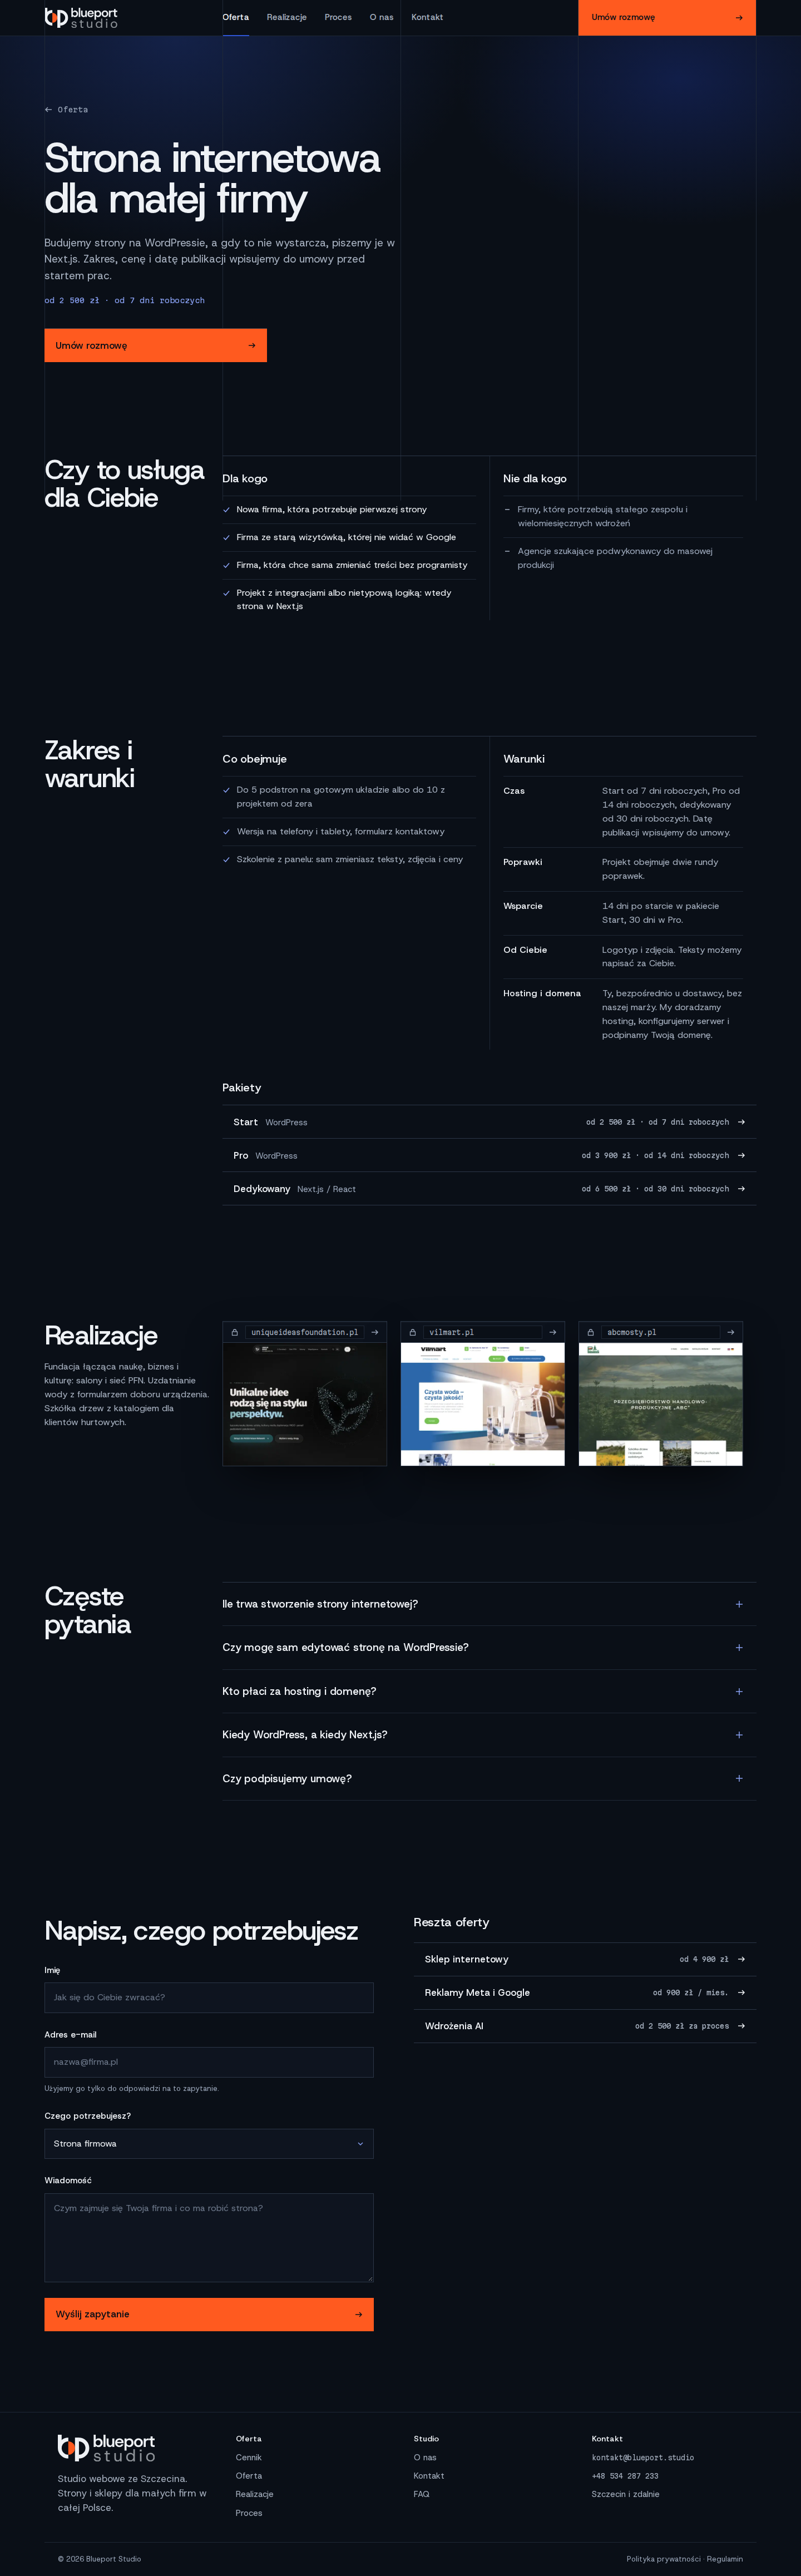 blueport studio
Oferta Realizacje Proces O nas Kontakt
Umów rozmowę →
← Oferta
Strona internetowa
dla małej firmy
Budujemy strony na WordPressie, a gdy to nie wystarcza, piszemy je w
Next.js. Zakres, cenę i datę publikacji wpisujemy do umowy przed
startem prac.
od 2 500 zł · od 7 dni roboczych
Umów rozmowę →
Czy to usługa
dla Ciebie
Dla kogo
Nowa firma, która potrzebuje pierwszej strony
Firma ze starą wizytówką, której nie widać w Google
Firma, która chce sama zmieniać treści bez programisty
Projekt z integracjami albo nietypową logiką: wtedy
strona w Next.js
Nie dla kogo
– Firmy, które potrzebują stałego zespołu i
wielomiesięcznych wdrożeń
– Agencje szukające podwykonawcy do masowej
produkcji
Zakres i
warunki
Co obejmuje
Do 5 podstron na gotowym układzie albo do 10 z
projektem od zera
Wersja na telefony i tablety, formularz kontaktowy
Szkolenie z panelu: sam zmieniasz teksty, zdjęcia i ceny
Warunki
Czas
Start od 7 dni roboczych, Pro od
14 dni roboczych, dedykowany
od 30 dni roboczych. Datę
publikacji wpisujemy do umowy.
Poprawki
Projekt obejmuje dwie rundy
poprawek.
Wsparcie
14 dni po starcie w pakiecie
Start, 30 dni w Pro.
Od Ciebie
Logotyp i zdjęcia. Teksty możemy
napisać za Ciebie.
Hosting i domena
Ty, bezpośrednio u dostawcy, bez
naszej marży. My doradzamy
hosting, konfigurujemy serwer i
podpinamy Twoją domenę.
Pakiety
Start WordPress od 2 500 zł · od 7 dni roboczych →
Pro WordPress od 3 900 zł · od 14 dni roboczych →
Dedykowany Next.js / React od 6 500 zł · od 30 dni roboczych →
Realizacje
Fundacja łącząca naukę, biznes i
kulturę: salony i sieć PFN. Uzdatnianie
wody z formularzem doboru urządzenia.
Szkółka drzew z katalogiem dla
klientów hurtowych.
uniqueideasfoundation.pl →
Unikalne idee
rodzą się na styku
perspektyw.
vilmart.pl →
vilmart
Czysta woda –
czysta jakość!
abcmosty.pl →
PRZEDSIĘBIORSTWO HANDLOWO-
PRODUKCYJNE „ABC"
Częste
pytania
Ile trwa stworzenie strony internetowej? +
Czy mogę sam edytować stronę na WordPressie? +
Kto płaci za hosting i domenę? +
Kiedy WordPress, a kiedy Next.js? +
Czy podpisujemy umowę? +
Napisz, czego potrzebujesz
Imię
Jak się do Ciebie zwracać?
Adres e-mail
nazwa@firma.pl
Użyjemy go tylko do odpowiedzi na to zapytanie.
Czego potrzebujesz?
Strona firmowa
Wiadomość
Czym zajmuje się Twoja firma i co ma robić strona?
Wyślij zapytanie →
Reszta oferty
Sklep internetowy od 4 900 zł →
Reklamy Meta i Google od 900 zł / mies. →
Wdrożenia AI od 2 500 zł za proces →
blueport studio
Studio webowe ze Szczecina.
Strony i sklepy dla małych firm w
całej Polsce.
Oferta
Cennik
Oferta
Realizacje
Proces
Studio
O nas
Kontakt
FAQ
Kontakt
kontakt@blueport.studio
+48 534 287 233
Szczecin i zdalnie
© 2026 Blueport Studio
Polityka prywatności · Regulamin